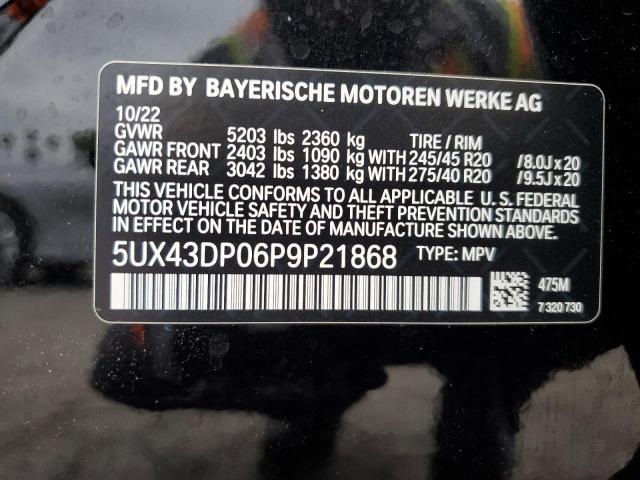 MFD BY BAYERISCHE MOTOREN WERKE AG
10/22
GVWR 5203 lbs 2360 kg TIRE / RIM
GAWR FRONT 2403 lbs 1090 kg WITH 245/45 R20 /8.0J x 20
GAWR REAR 3042 lbs 1380 kg WITH 275/40 R20 /9.5J x 20
THIS VEHICLE CONFORMS TO ALL APPLICABLE U. S. FEDERAL
MOTOR VEHICLE SAFETY AND THEFT PREVENTION STANDARDS
IN EFFECT ON THE DATE OF MANUFACTURE SHOWN ABOVE.
5UX43DP06P9P21868 TYPE: MPV
475M
7 320 730